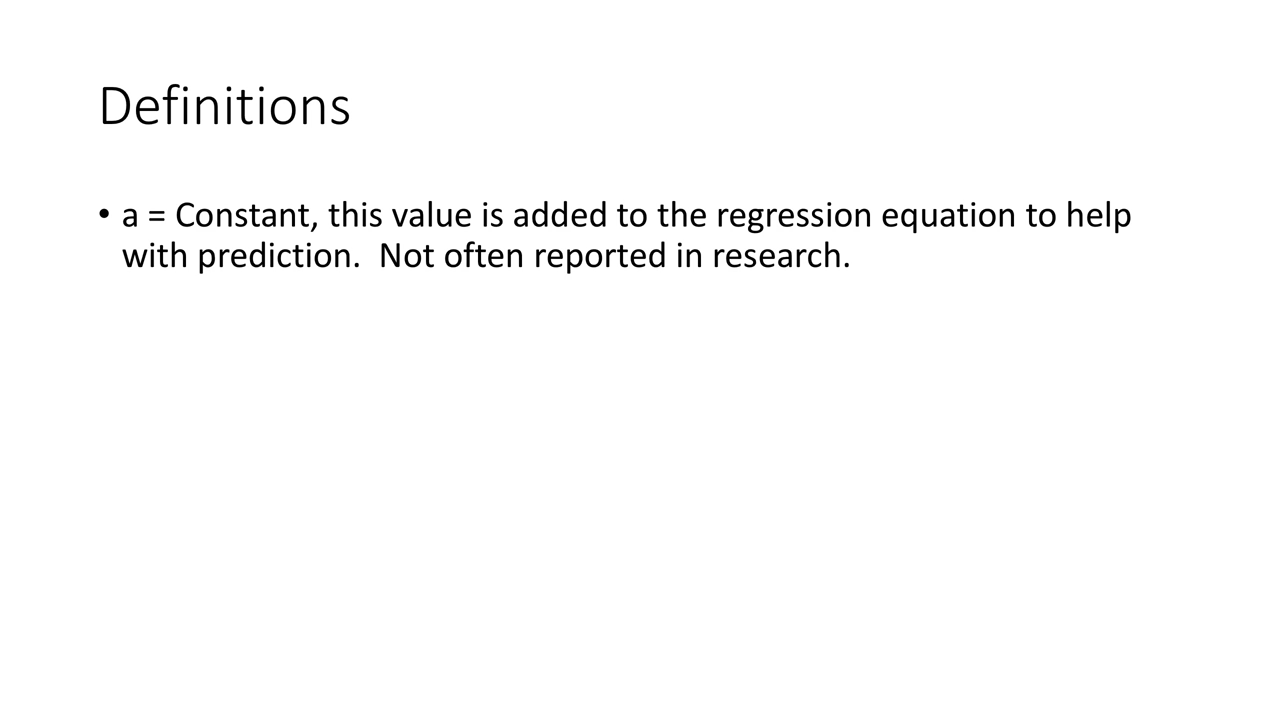 Definitions
• a = Constant, this value is added to the regression equation to help
with prediction.  Not often reported in research.